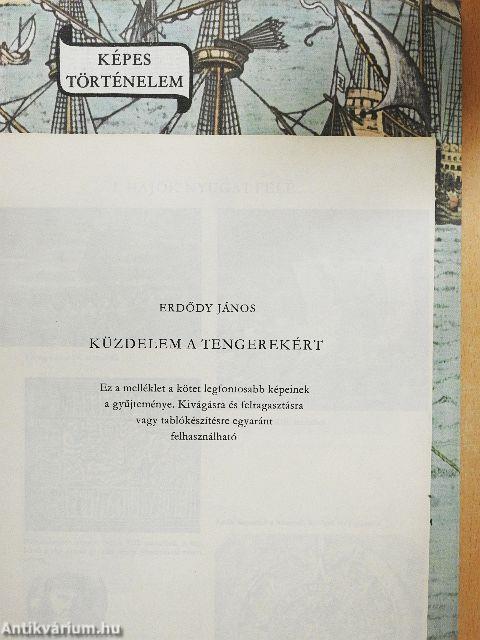 KÉPES
TÖRTÉNELEM
ERDŐDY JÁNOS
KÜZDELEM A TENGEREKÉRT
Ez a melléklet a kötet legfontosabb képeinek
a gyűjteménye. Kivágásra és felragasztásra
vagy tablókészítésre egyaránt
felhasználható
Antikvárium.hu